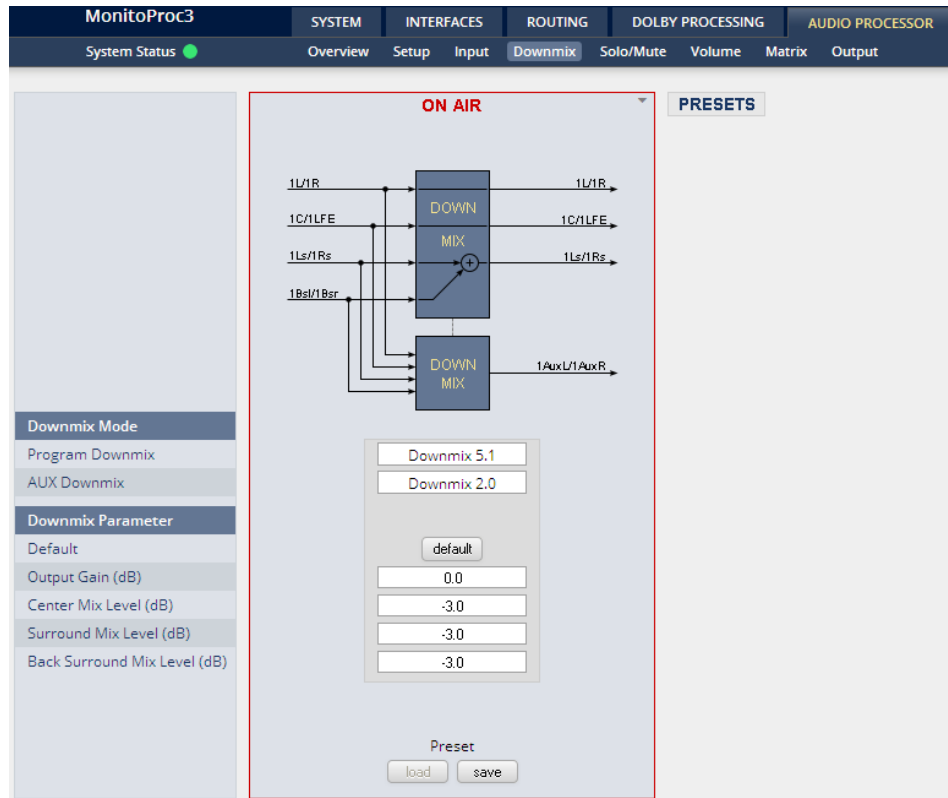 MonitoProc3 SYSTEM INTERFACES ROUTING DOLBY PROCESSING AUDIO PROCESSOR
System Status Overview Setup Input Downmix Solo/Mute Volume Matrix Output
ON AIR PRESETS
1L/1R 1L/1R
DOWN
1C/1LFE 1C/1LFE
MIX
1Ls/1Rs 1Ls/1Rs
1Bsl/1Bsr
DOWN 1AuxL/1AuxR
MIX
Downmix Mode
Program Downmix Downmix 5.1
AUX Downmix Downmix 2.0
Downmix Parameter
Default default
Output Gain (dB) 0.0
Center Mix Level (dB) -3.0
Surround Mix Level (dB) -3.0
Back Surround Mix Level (dB) -3.0
Preset
load save